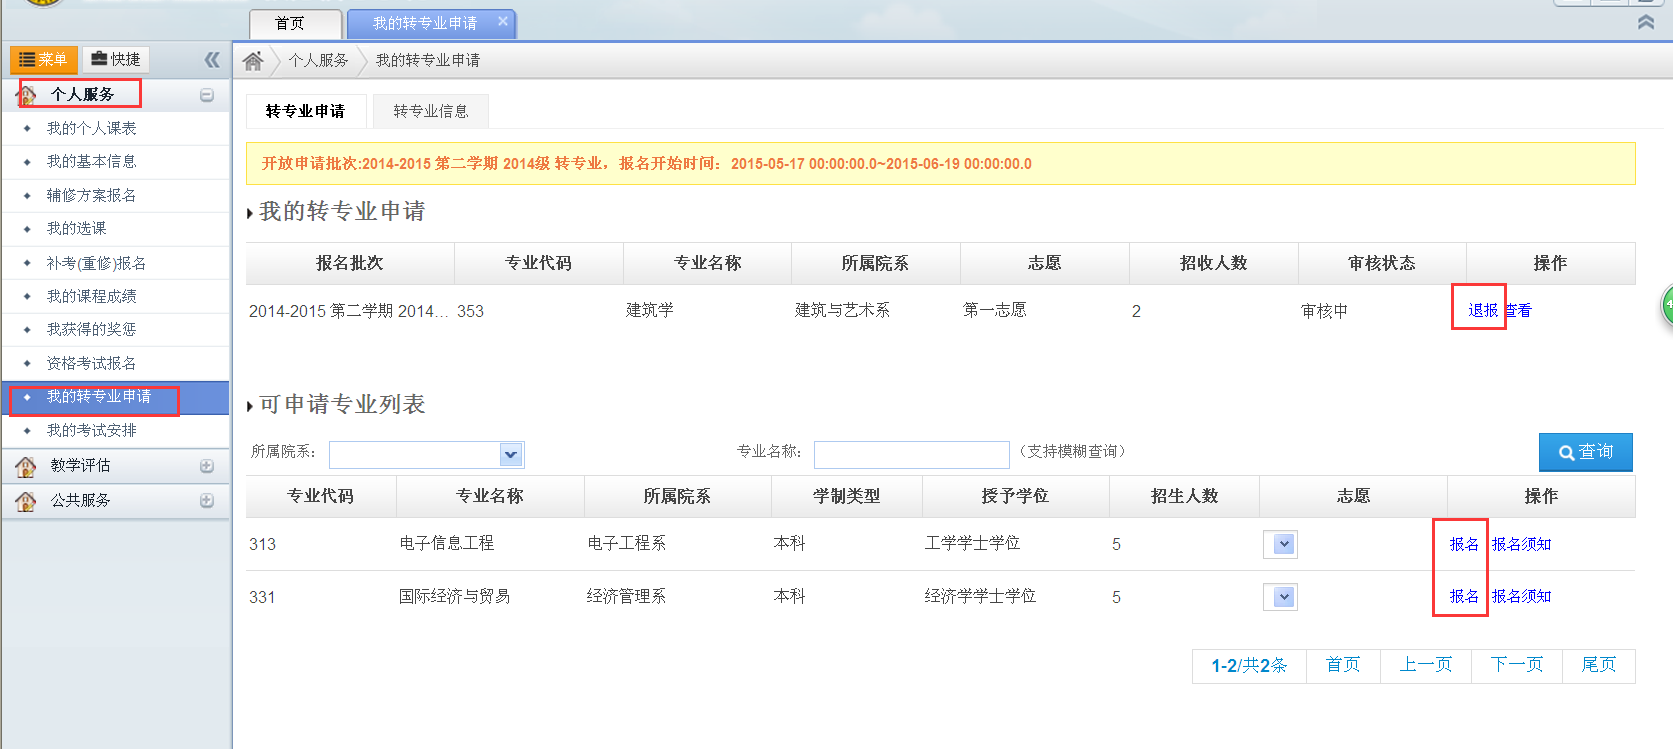 首页
我的转专业申请
菜单
快捷
个人服务
我的转专业申请
个人服务
我的个人课表
我的基本信息
辅修方案报名
我的选课
补考(重修)报名
我的课程成绩
我获得的奖惩
资格考试报名
我的转专业申请
我的考试安排
教学评估
公共服务
转专业申请
转专业信息
开放申请批次:2014-2015 第二学期 2014级 转专业，报名开始时间：2015-05-17 00:00:00.0~2015-06-19 00:00:00.0
我的转专业申请
报名批次 专业代码 专业名称 所属院系 志愿 招收人数 审核状态 操作
2014-2015 第二学期 2014... 353 建筑学 建筑与艺术系 第一志愿 2 审核中 退报 查看
可申请专业列表
所属院系： 专业名称： （支持模糊查询） 查询
专业代码 专业名称 所属院系 学制类型 授予学位 招生人数 志愿 操作
313 电子信息工程 电子工程系 本科 工学学士学位 5 报名 报名须知
331 国际经济与贸易 经济管理系 本科 经济学学士学位 5 报名 报名须知
1-2/共2条 首页 上一页 下一页 尾页